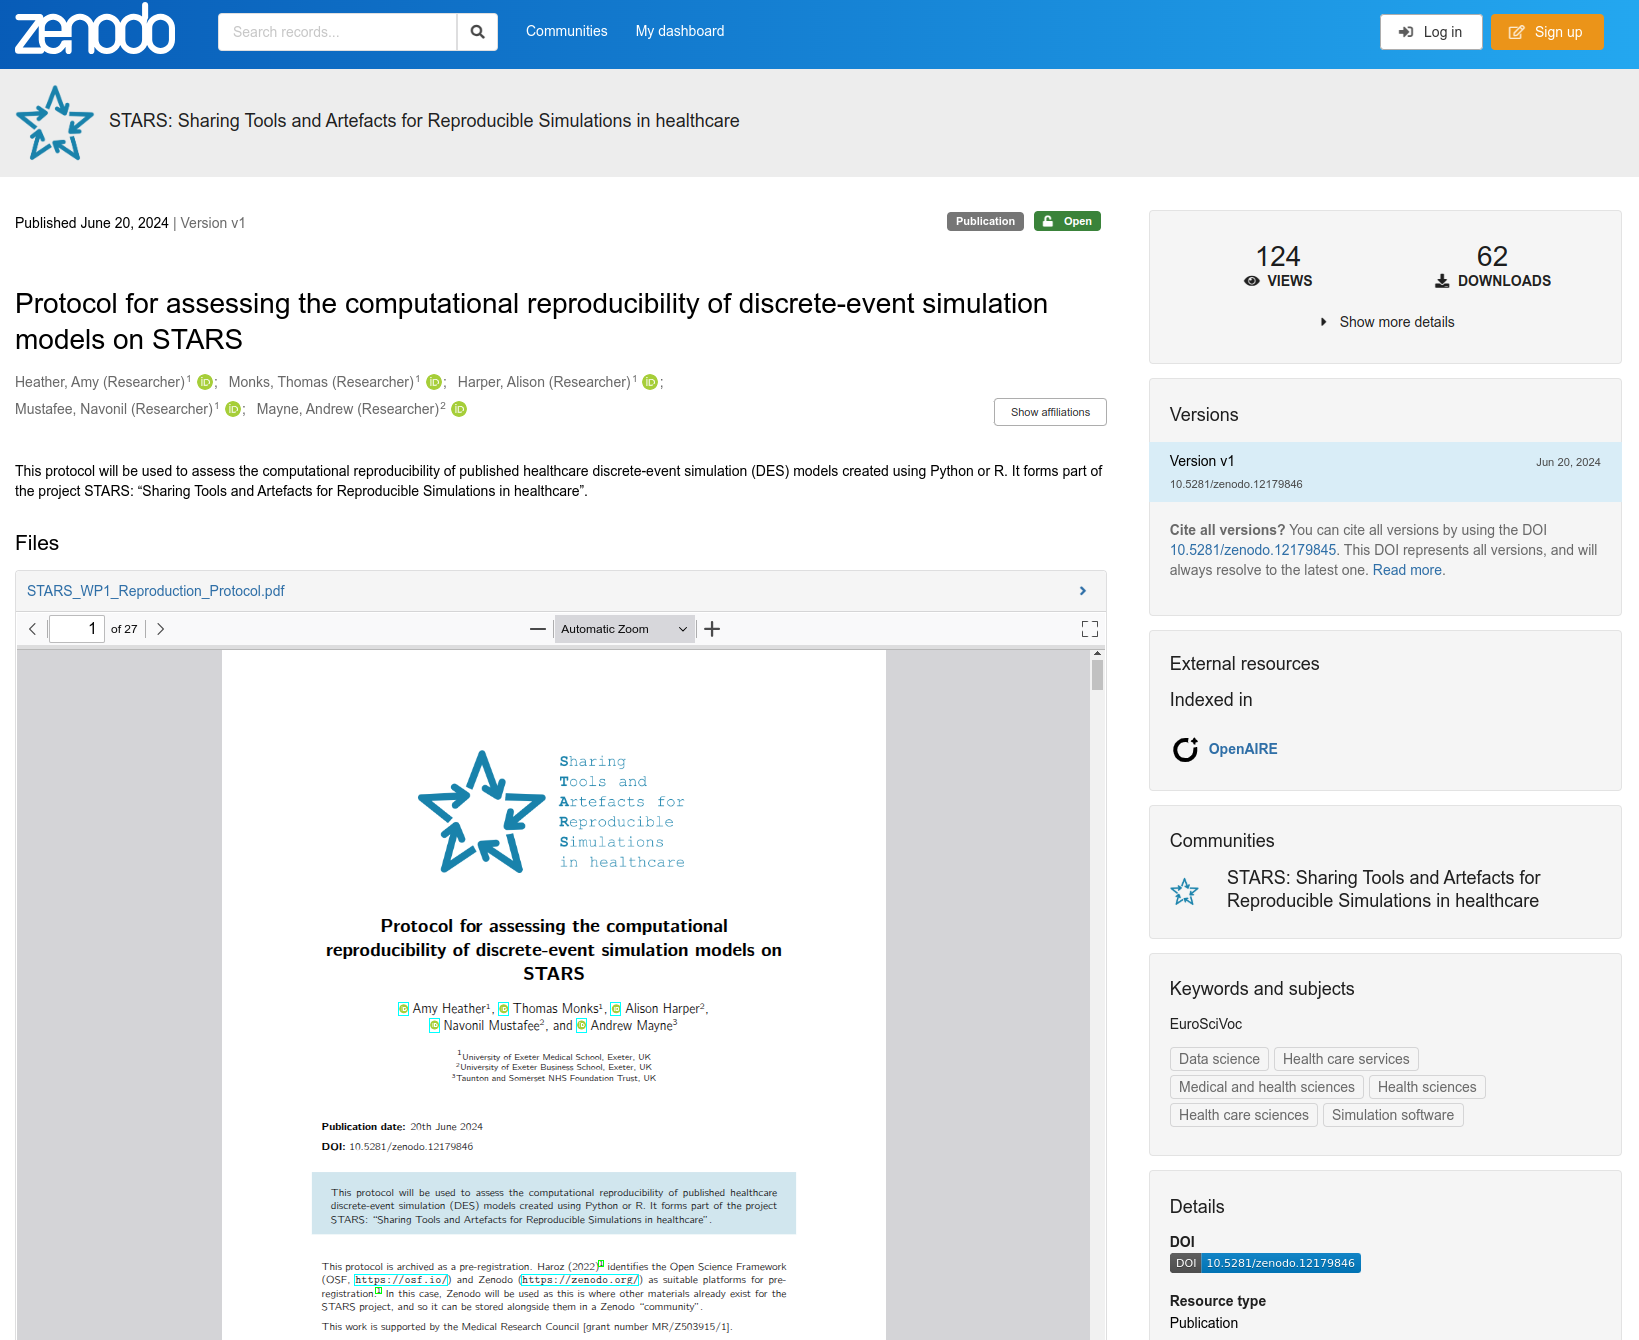 zenodo
Search records...
Communities
My dashboard
Log in
Sign up
STARS: Sharing Tools and Artefacts for Reproducible Simulations in healthcare
Published June 20, 2024 | Version v1
Publication
Open
Protocol for assessing the computational reproducibility of discrete-event simulation
models on STARS
Heather, Amy (Researcher)1 iD; Monks, Thomas (Researcher)1 iD; Harper, Alison (Researcher)1 iD;
Mustafee, Navonil (Researcher)1 iD; Mayne, Andrew (Researcher)2 iD
Show affiliations
This protocol will be used to assess the computational reproducibility of published healthcare discrete-event simulation (DES) models created using Python or R. It forms part of
the project STARS: “Sharing Tools and Artefacts for Reproducible Simulations in healthcare”.
Files
STARS_WP1_Reproduction_Protocol.pdf
1 of 27
Automatic Zoom
Sharing
Tools and
Artefacts for
Reproducible
Simulations
in healthcare
Protocol for assessing the computational
reproducibility of discrete-event simulation models on
STARS
iD Amy Heather1, iD Thomas Monks1, iD Alison Harper2,
iD Navonil Mustafee2, and iD Andrew Mayne3
1University of Exeter Medical School, Exeter, UK
2University of Exeter Business School, Exeter, UK
3Taunton and Somerset NHS Foundation Trust, UK
Publication date: 20th June 2024
DOI: 10.5281/zenodo.12179846
This protocol will be used to assess the computational reproducibility of published healthcare
discrete-event simulation (DES) models created using Python or R. It forms part of the project
STARS: “Sharing Tools and Artefacts for Reproducible Simulations in healthcare”.
This protocol is archived as a pre-registration. Haroz (2022)[1] identifies the Open Science Framework
(OSF, https://osf.io/) and Zenodo (https://zenodo.org/) as suitable platforms for pre-
registration.[1] In this case, Zenodo will be used as this is where other materials already exist for the
STARS project, and so it can be stored alongside them in a Zenodo “community”.
This work is supported by the Medical Research Council [grant number MR/Z503915/1].
124
VIEWS
62
DOWNLOADS
Show more details
Versions
Version v1
Jun 20, 2024
10.5281/zenodo.12179846
Cite all versions? You can cite all versions by using the DOI
10.5281/zenodo.12179845. This DOI represents all versions, and will
always resolve to the latest one. Read more.
External resources
Indexed in
OpenAIRE
Communities
STARS: Sharing Tools and Artefacts for
Reproducible Simulations in healthcare
Keywords and subjects
EuroSciVoc
Data science
Health care services
Medical and health sciences
Health sciences
Health care sciences
Simulation software
Details
DOI
DOI 10.5281/zenodo.12179846
Resource type
Publication